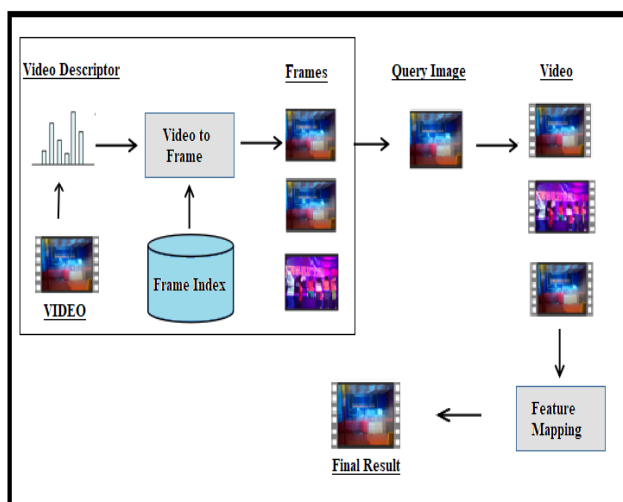 Video Descriptor
Frames
Query Image
Video
Video to
Frame
Frame Index
VIDEO
Feature
Mapping
Final Result